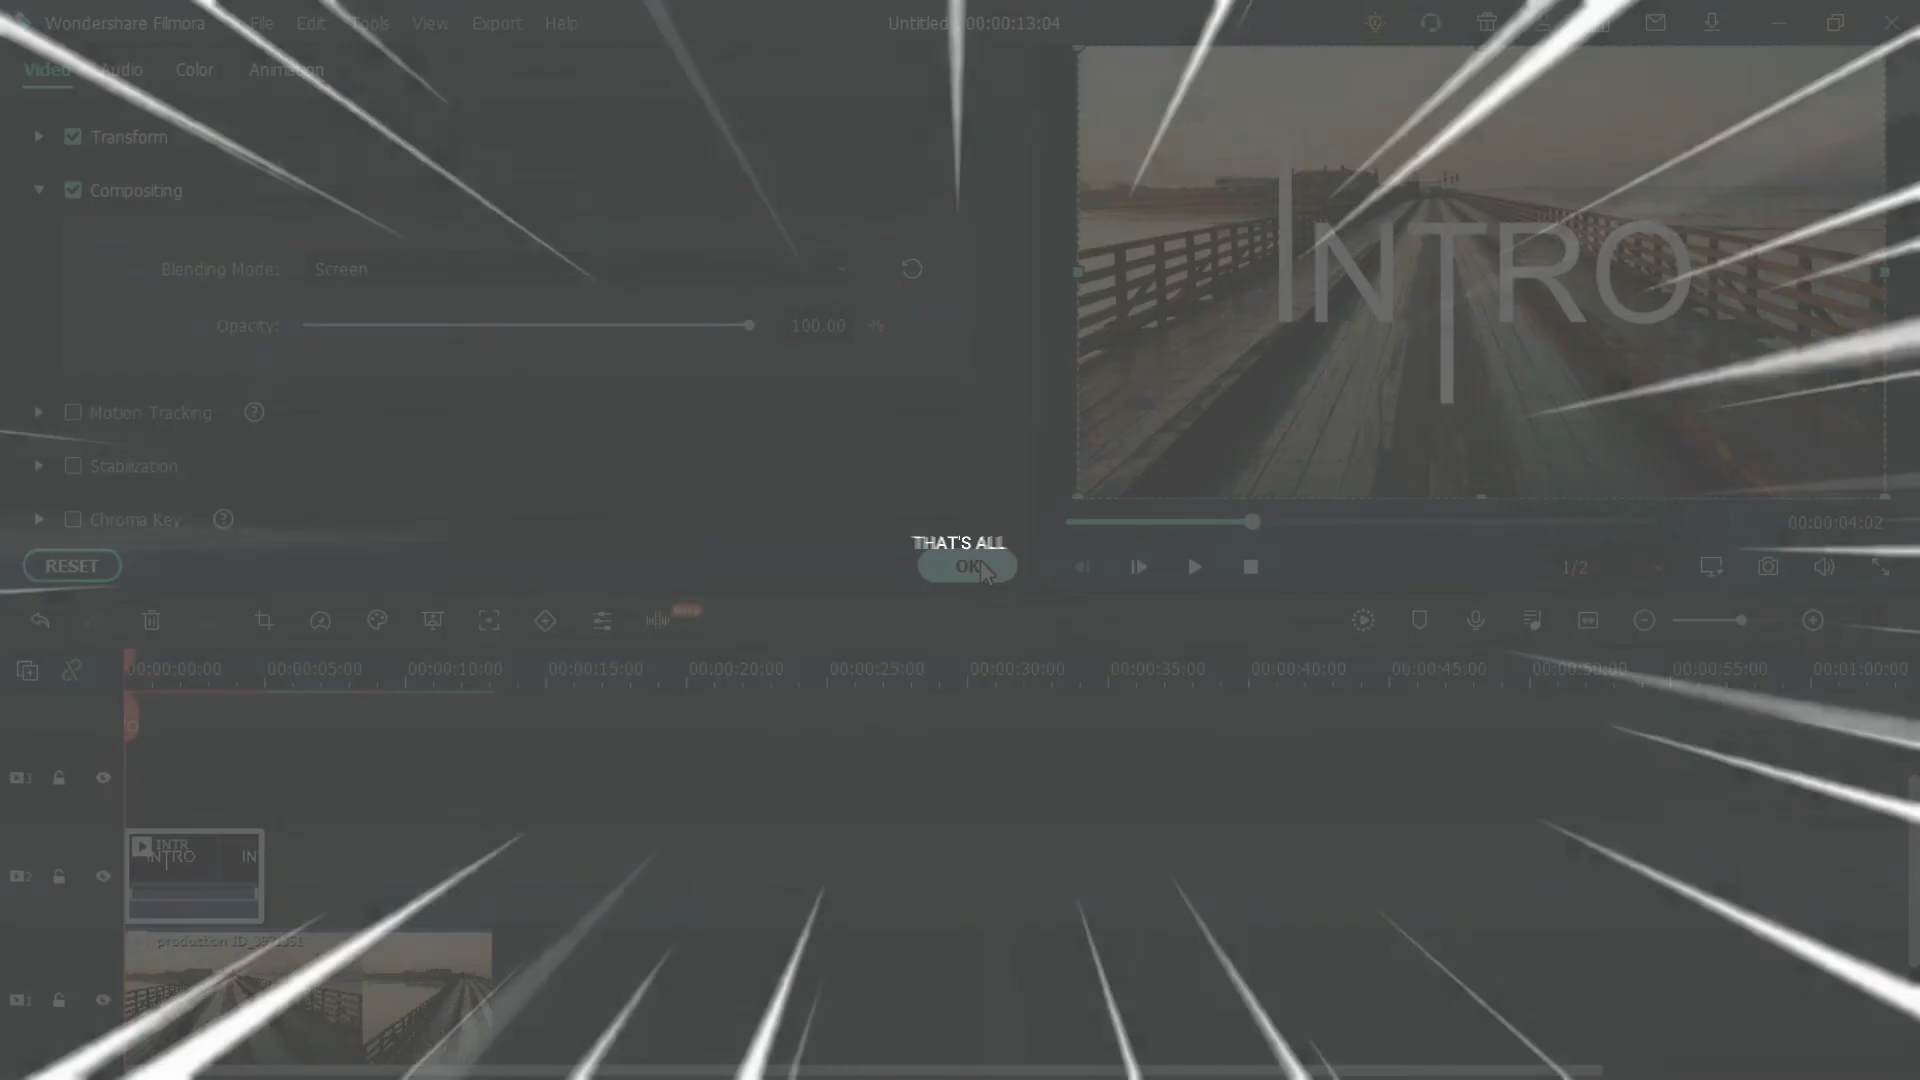 Wondershare Filmora File Edit Tools View Export Help Untitled 00:00:13:04
Video Audio Color Animation
Transform
Compositing
Blending Mode: Screen
Opacity: 100.00 %
Motion Tracking
Stabilization
Chroma Key
INTRO
00:00:04:02
THAT'S ALL
RESET OK 1/2
00:00:00:00 00:00:05:00 00:00:10:00 00:00:15:00 00:00:20:00 00:00:25:00 00:00:30:00 00:00:35:00 00:00:40:00 00:00:45:00 00:00:50:00 00:00:55:00 00:01:00:00
3
INTR
INTRO IN
2
production ID_3971351
1